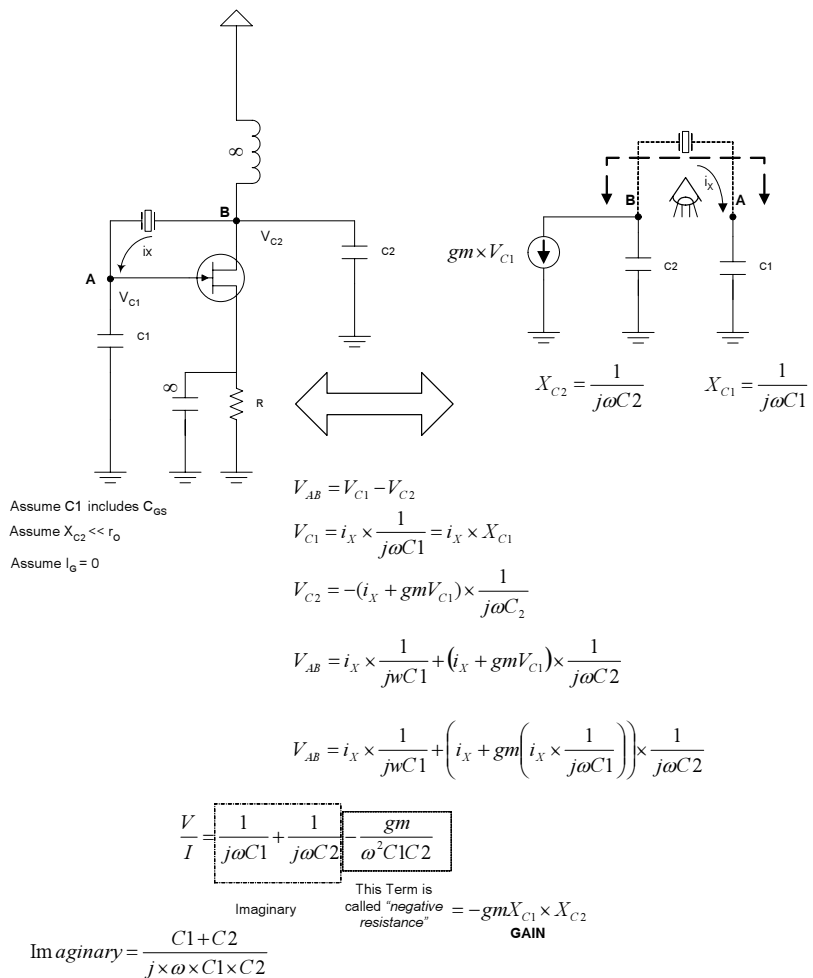 ∞
B
V_C2
ix
A
V_C1
C1
C2
∞
R
B
i_X
A
gm × V_C1
C2
C1
X_C2 = 1/(jωC2)
X_C1 = 1/(jωC1)
Assume C1 includes C_GS
Assume X_C2 << r_o
Assume I_G = 0
V_AB = V_C1 − V_C2
V_C1 = i_X × 1/(jωC1) = i_X × X_C1
V_C2 = −(i_X + gmV_C1) × 1/(jωC_2)
V_AB = i_X × 1/(jwC1) + (i_X + gmV_C1) × 1/(jωC2)
V_AB = i_X × 1/(jwC1) + (i_X + gm(i_X × 1/(jωC1))) × 1/(jωC2)
V/I = 1/(jωC1) + 1/(jωC2) − gm/(ω²C1C2)
Imaginary
This Term is
called "negative
resistance"
= −gmX_C1 × X_C2
GAIN
Im aginary = (C1+C2)/(j×ω×C1×C2)